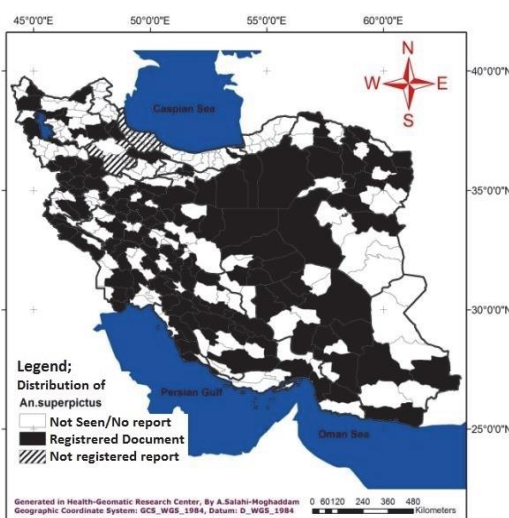 45°0'0"E 50°0'0"E 55°0'0"E 60°0'0"E
N
W E
S
40°0'0"N
Caspian Sea
35°0'0"N
30°0'0"N
Legend;
Distribution of
An.superpictus
Not Seen/No report
Registrered Document
Not registered report
Persian Gulf
Oman Sea
25°0'0"N
Generated in Health-Geomatic Research Center, By A.Salahi-Moghaddam
Geographic Coordinate System: GCS_WGS_1984, Datum: D_WGS_1984
0 60120 240 360 480
Kilometers